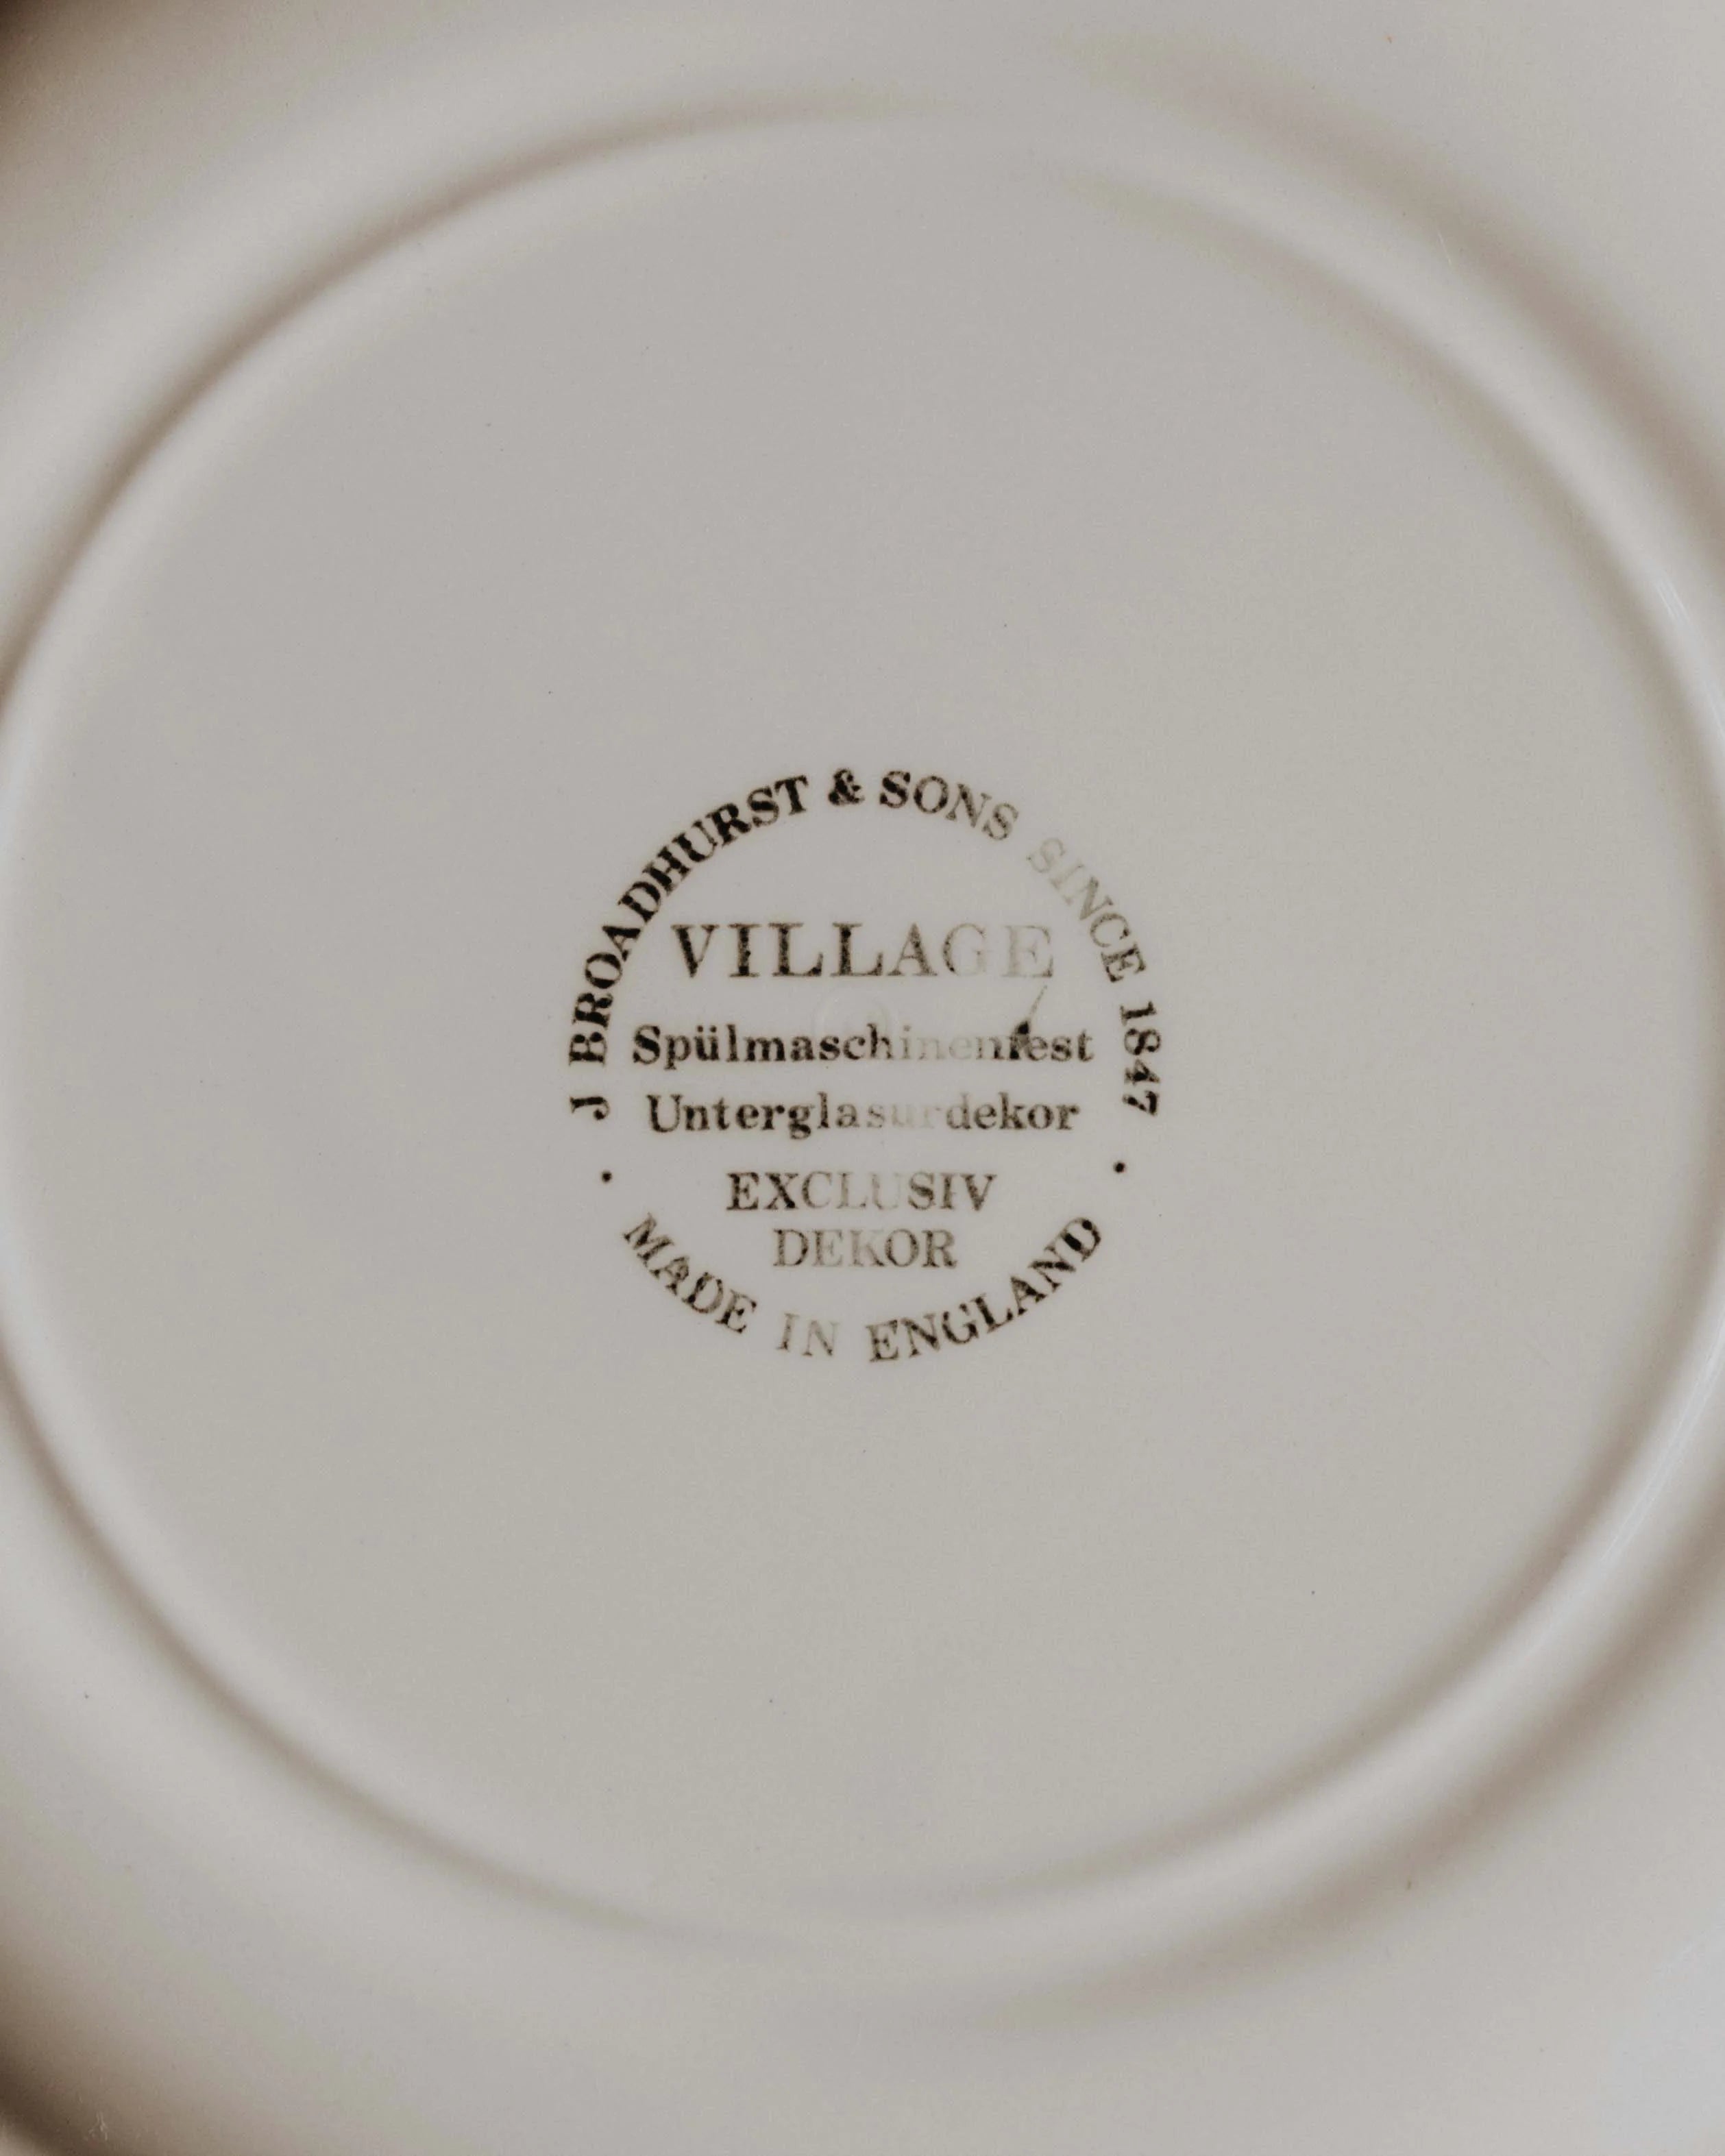 J BROADHURST & SONS SINCE 1847
VILLAGE
Spülmaschinenfest
Unterglasurdekor
EXCLUSIV
DEKOR
• MADE IN ENGLAND •